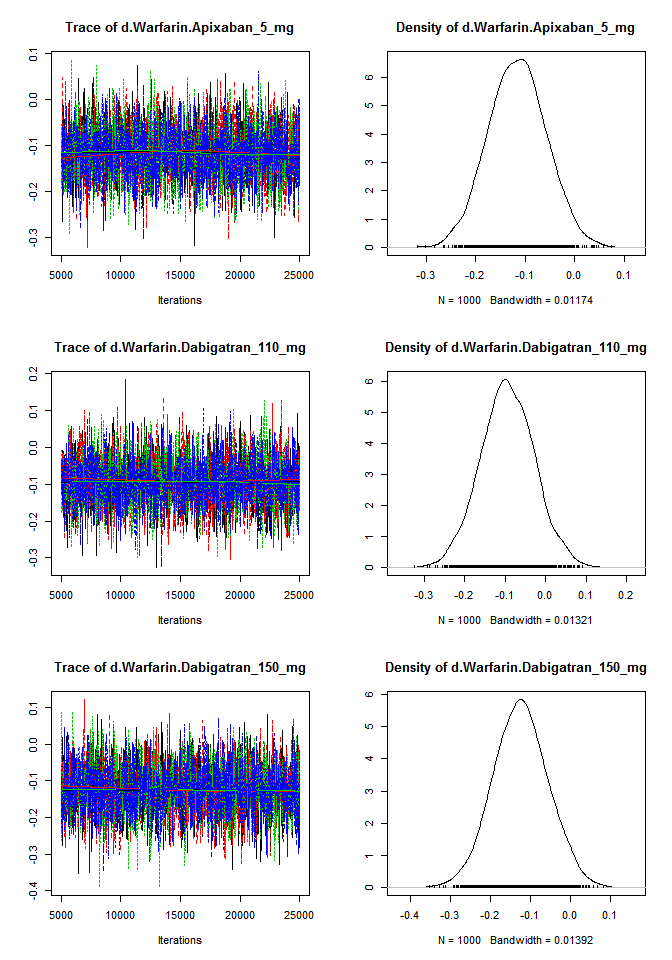 Trace of d.Warfarin.Apixaban_5_mg
0.1
0.0
-0.1
-0.2
-0.3
5000 10000 15000 20000 25000
Iterations
Density of d.Warfarin.Apixaban_5_mg
6
5
4
3
2
1
0
-0.3 -0.2 -0.1 0.0 0.1
N = 1000 Bandwidth = 0.01174
Trace of d.Warfarin.Dabigatran_110_mg
0.2
0.1
0.0
-0.1
-0.2
-0.3
5000 10000 15000 20000 25000
Iterations
Density of d.Warfarin.Dabigatran_110_mg
6
5
4
3
2
1
0
-0.3 -0.2 -0.1 0.0 0.1 0.2
N = 1000 Bandwidth = 0.01321
Trace of d.Warfarin.Dabigatran_150_mg
0.1
0.0
-0.1
-0.2
-0.3
-0.4
5000 10000 15000 20000 25000
Iterations
Density of d.Warfarin.Dabigatran_150_mg
6
5
4
3
2
1
0
-0.4 -0.3 -0.2 -0.1 0.0 0.1
N = 1000 Bandwidth = 0.01392